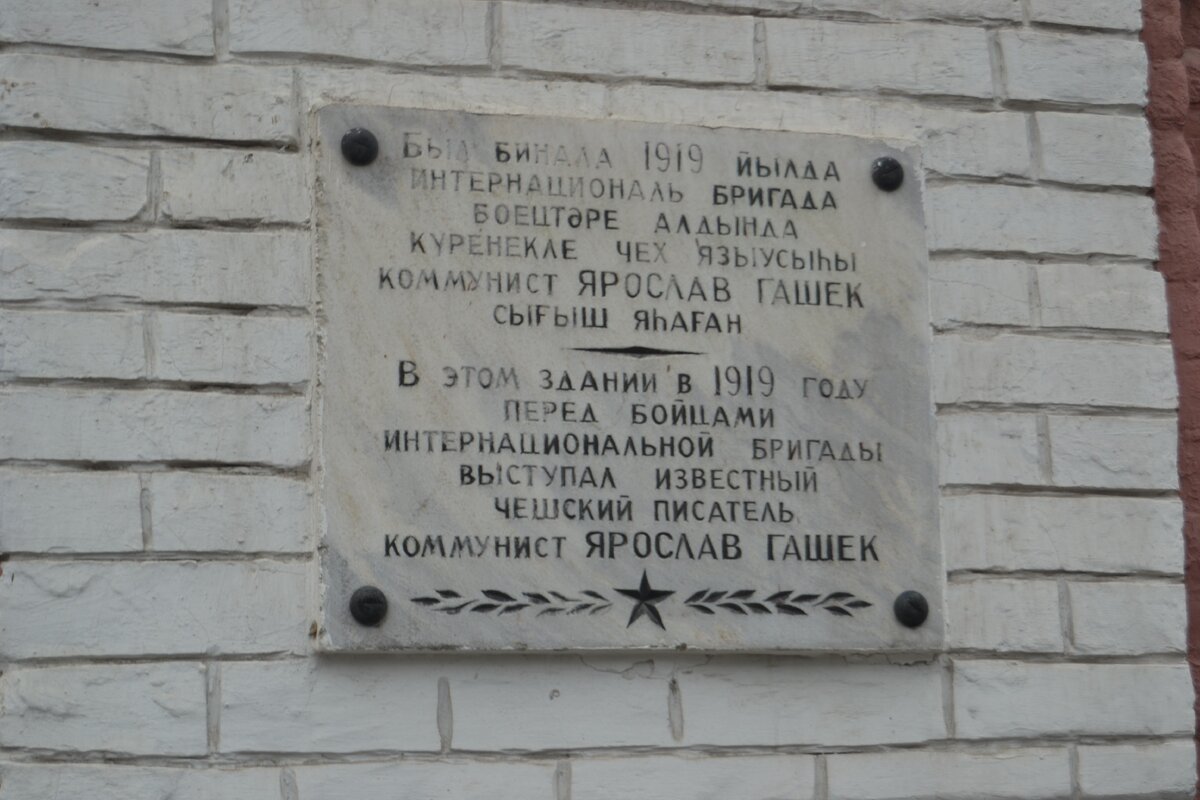 Был бинала 1919 йылда
интернациональ бригада
боецтәре алдында
күренекле чех языусыһы
коммунист ЯРОСЛАВ ГАШЕК
сығыш яһаған
В этом здании в 1919 году
перед бойцами
интернациональной бригады
выступал известный
чешский писатель
коммунист ЯРОСЛАВ ГАШЕК